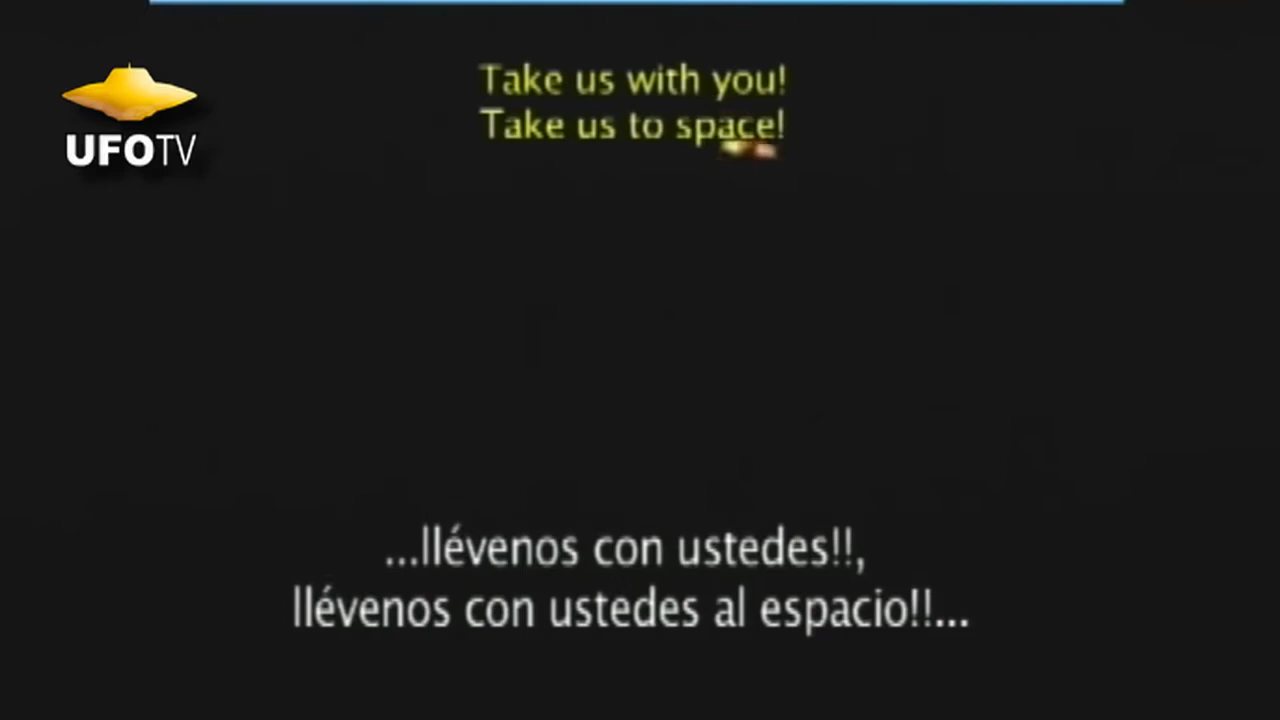 Take us with you!
Take us to space!
UFOTV
...llévenos con ustedes!!,
llévenos con ustedes al espacio!!...